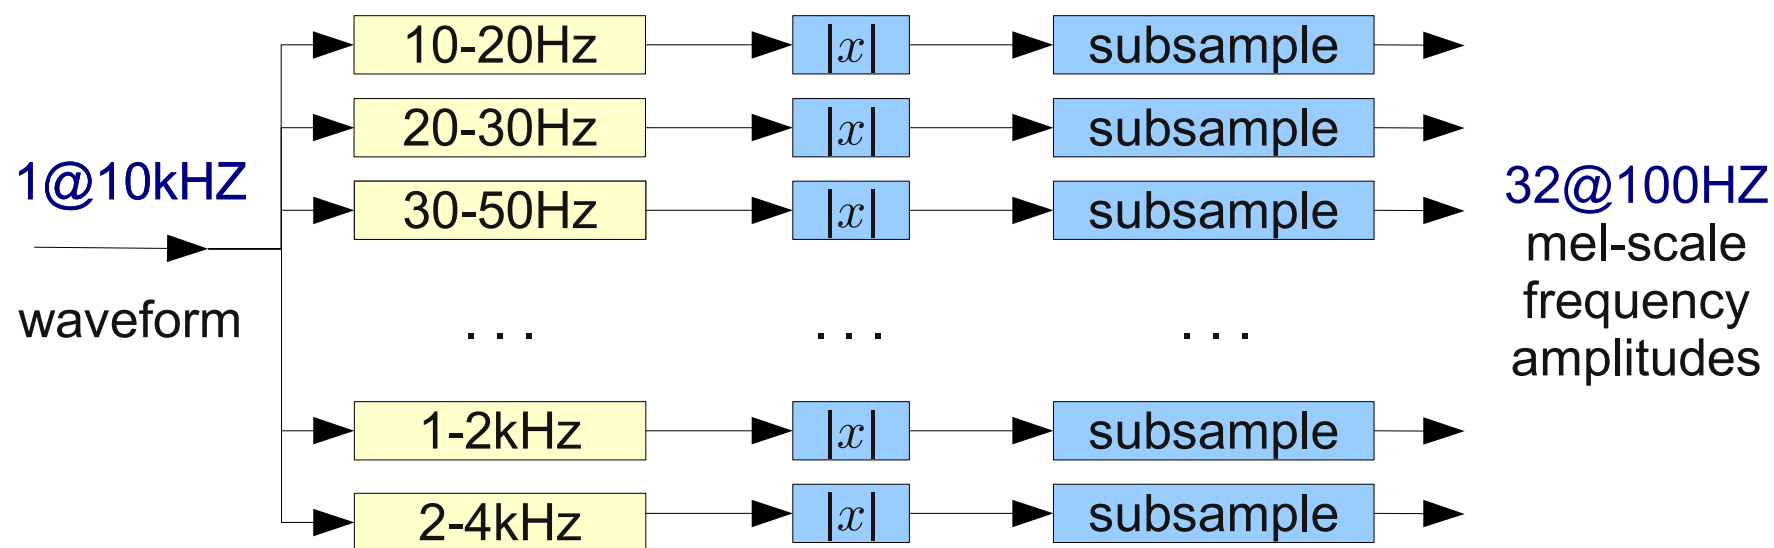 10-20Hz |x| subsample
20-30Hz |x| subsample
1@10kHZ
30-50Hz |x| subsample
32@100HZ
mel-scale
waveform
frequency
. . . . . . . . .
amplitudes
1-2kHz |x| subsample
2-4kHz |x| subsample